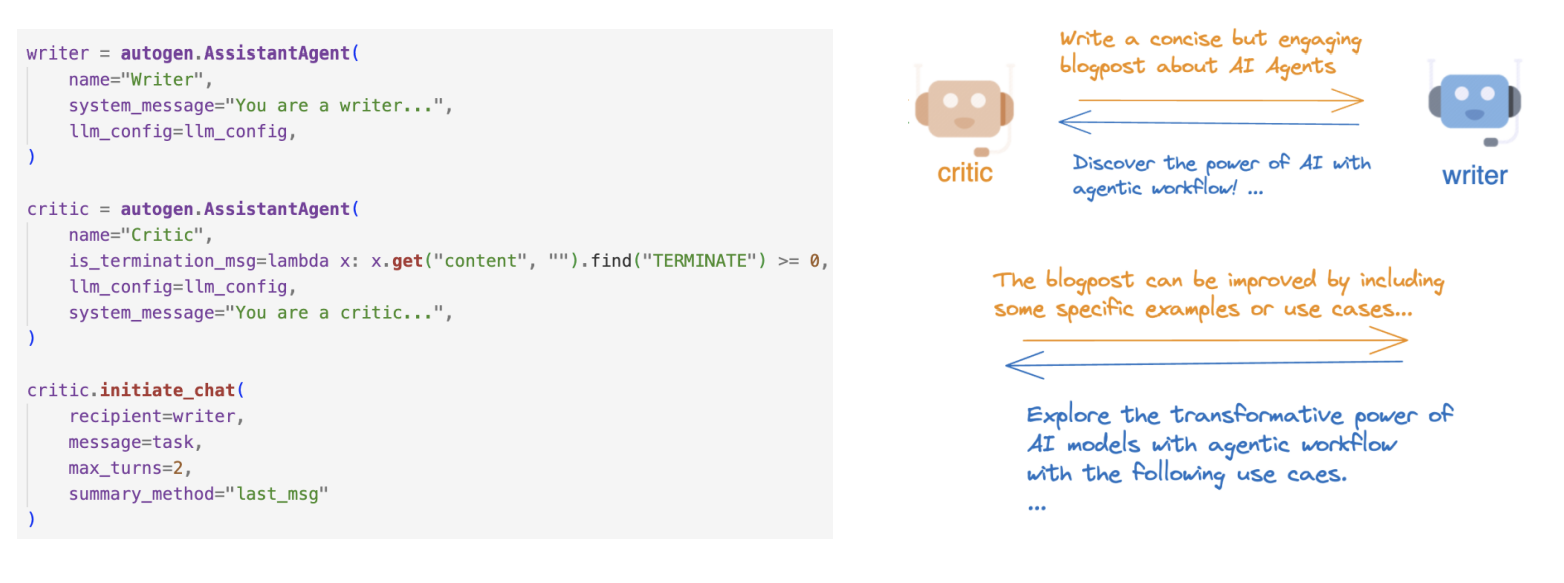 writer = autogen.AssistantAgent(
name="Writer",
system_message="You are a writer...",
llm_config=llm_config,
)
critic = autogen.AssistantAgent(
name="Critic",
is_termination_msg=lambda x: x.get("content", "").find("TERMINATE") >= 0,
llm_config=llm_config,
system_message="You are a critic...",
)
critic.initiate_chat(
recipient=writer,
message=task,
max_turns=2,
summary_method="last_msg"
)
Write a concise but engaging
blogpost about AI Agents
critic
Discover the power of AI with
agentic workflow! ...
writer
The blogpost can be improved by including
some specific examples or use cases...
Explore the transformative power of
AI models with agentic workflow
with the following use caes.
...